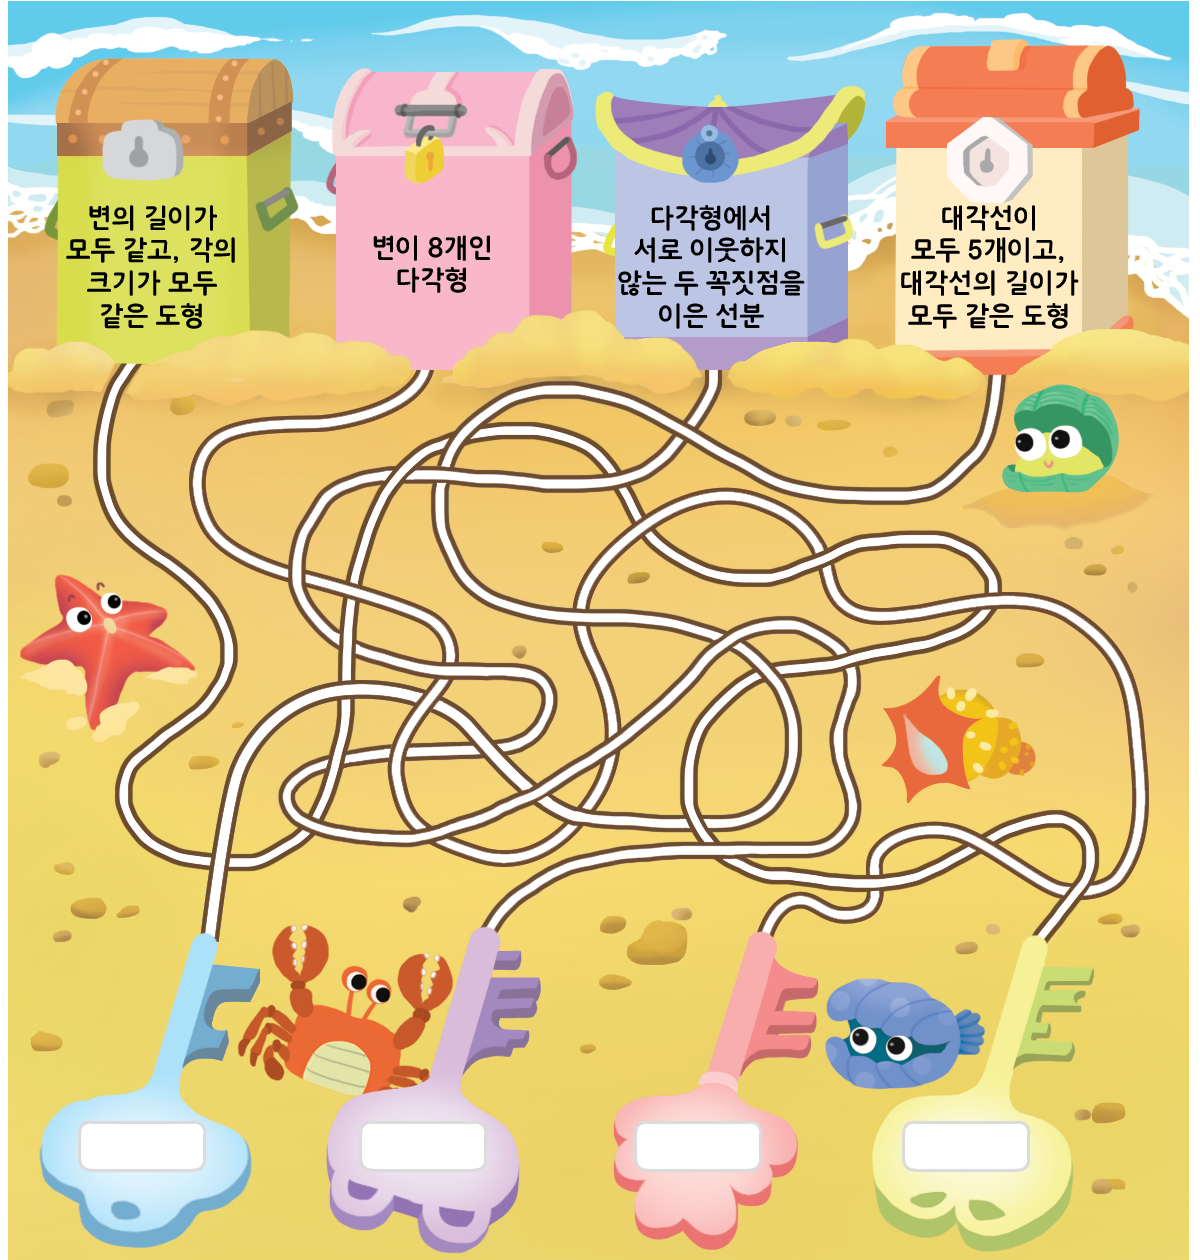 변의 길이가
모두 같고, 각의
크기가 모두
같은 도형
변이 8개인
다각형
다각형에서
서로 이웃하지
않는 두 꼭짓점을
이은 선분
대각선이
모두 5개이고,
대각선의 길이가
모두 같은 도형